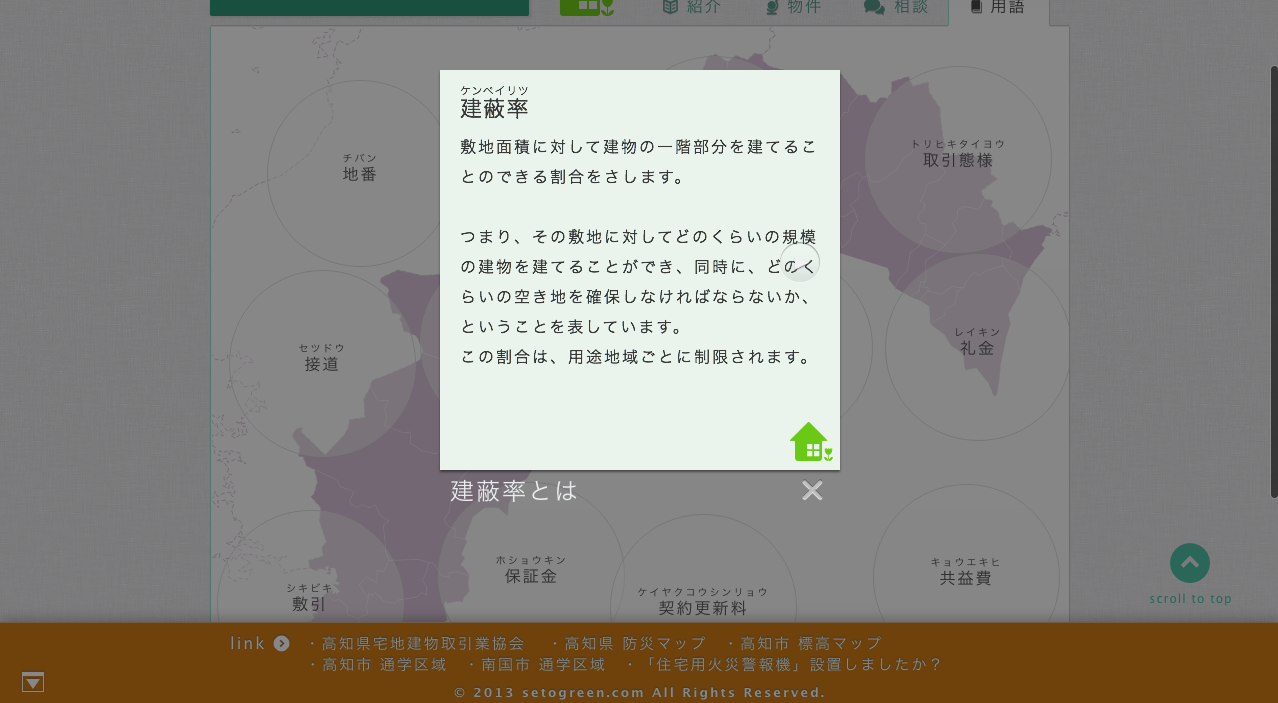 紹介
物件
相談
用語
ケンペイリツ
建蔽率
敷地面積に対して建物の一階部分を建てるこ
とのできる割合をさします。
つまり、その敷地に対してどのくらいの規模
の建物を建てることができ、同時に、どのく
らいの空き地を確保しなければならないか、
ということを表しています。
この割合は、用途地域ごとに制限されます。
建蔽率とは
チバン
地番
トリヒキタイヨウ
取引態様
セツドウ
接道
レイキン
礼金
シキビキ
敷引
ホショウキン
保証金
ケイヤクコウシンリョウ
契約更新料
キョウエキヒ
共益費
scroll to top
link
・高知県宅地建物取引業協会 ・高知県 防災マップ ・高知市 標高マップ
・高知市 通学区域 ・南国市 通学区域 ・「住宅用火災警報機」設置しましたか？
© 2013 setogreen.com All Rights Reserved.